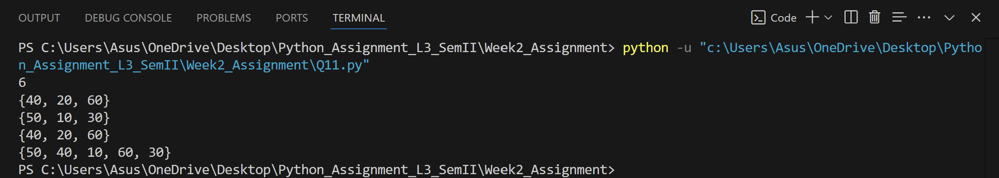 OUTPUT DEBUG CONSOLE PROBLEMS PORTS TERMINAL Code
PS C:\Users\Asus\OneDrive\Desktop\Python_Assignment_L3_SemII\Week2_Assignment> python -u "c:\Users\Asus\OneDrive\Desktop\Pytho
n_Assignment_L3_SemII\Week2_Assignment\Q11.py"
6
{40, 20, 60}
{50, 10, 30}
{40, 20, 60}
{50, 40, 10, 60, 30}
PS C:\Users\Asus\OneDrive\Desktop\Python_Assignment_L3_SemII\Week2_Assignment>